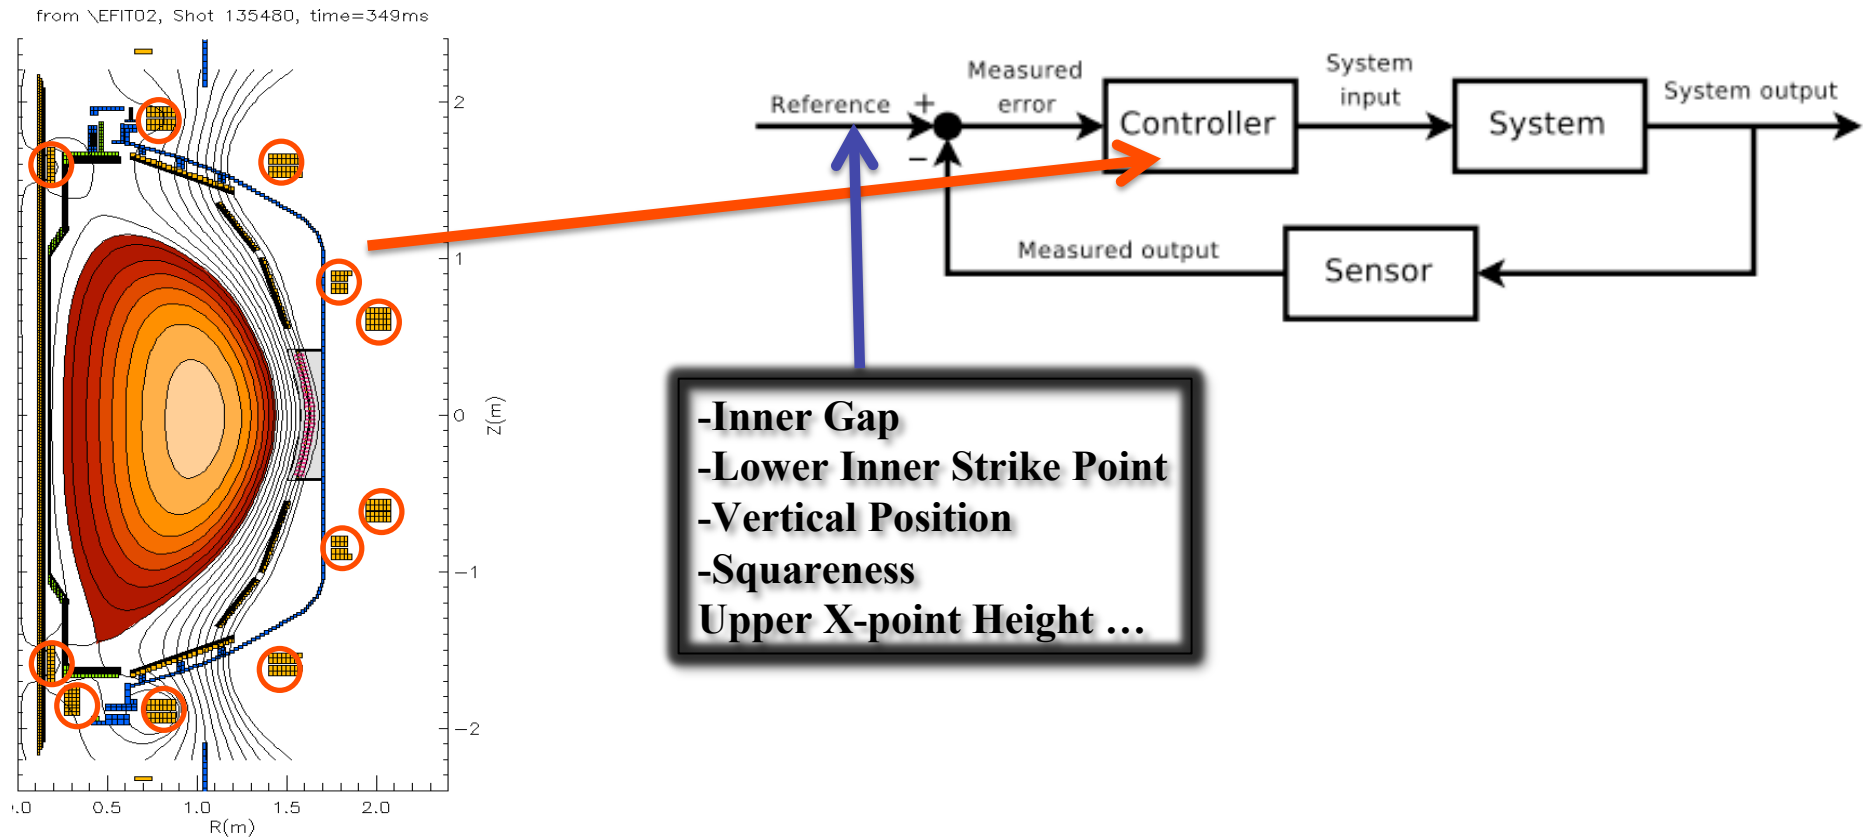 from \EFIT02, Shot 135480, time=349ms
2
1
0
-1
-2
Z(m)
.0 0.5 1.0 1.5 2.0
R(m)
Reference
+
−
Measured
error
Controller
System
input
System
System output
Measured output
Sensor
-Inner Gap
-Lower Inner Strike Point
-Vertical Position
-Squareness
Upper X-point Height ...